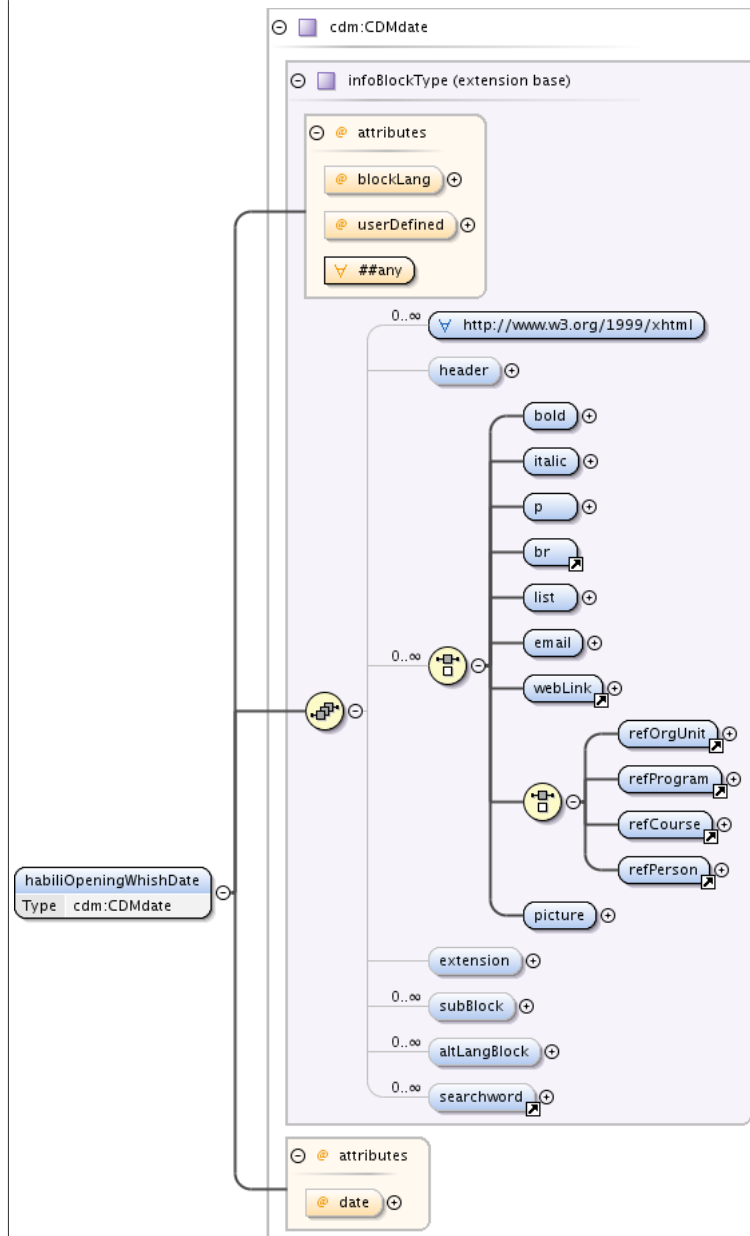 cdm:CDMdate
infoBlockType (extension base)
@ attributes
@ blockLang
@ userDefined
∀ ##any
0..∞
∀ http://www.w3.org/1999/xhtml
header
bold
italic
p
br
list
email
0..∞
webLink
refOrgUnit
refProgram
refCourse
refPerson
habiliOpeningWhishDate
Type cdm:CDMdate
picture
extension
0..∞
subBlock
0..∞
altLangBlock
0..∞
searchword
@ attributes
@ date